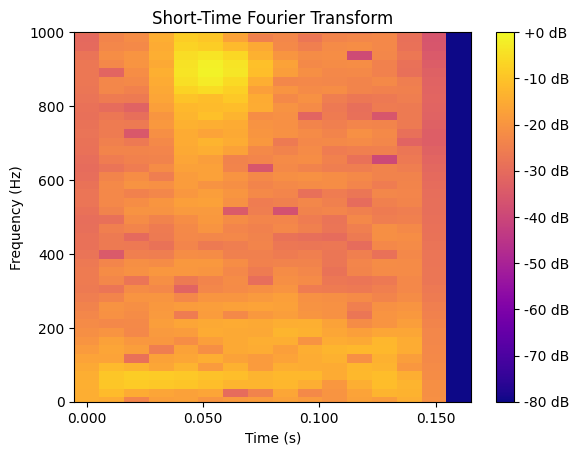 Short-Time Fourier Transform
Frequency (Hz)
1000
800
600
400
200
0
0.000 0.050 0.100 0.150
Time (s)
+0 dB
-10 dB
-20 dB
-30 dB
-40 dB
-50 dB
-60 dB
-70 dB
-80 dB